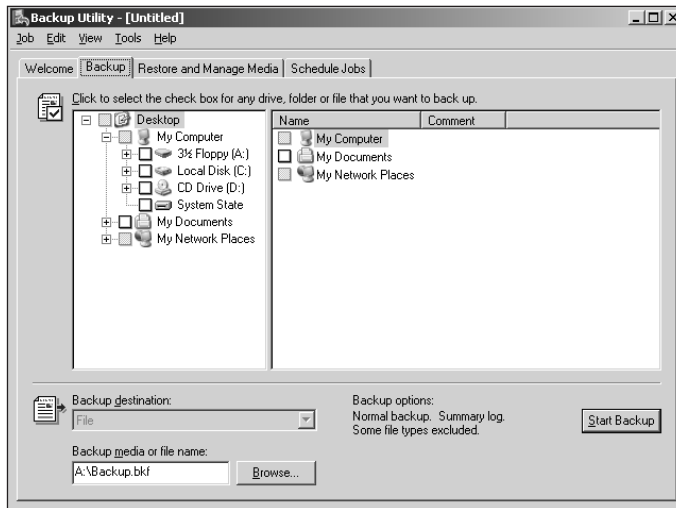 Backup Utility - [Untitled]
Job Edit View Tools Help
Welcome Backup Restore and Manage Media Schedule Jobs
Click to select the check box for any drive, folder or file that you want to back up.
Desktop
My Computer
3½ Floppy (A:)
Local Disk (C:)
CD Drive (D:)
System State
My Documents
My Network Places
Name Comment
My Computer
My Documents
My Network Places
Backup destination:
File
Backup media or file name:
A:\Backup.bkf
Browse...
Backup options:
Normal backup. Summary log.
Some file types excluded.
Start Backup